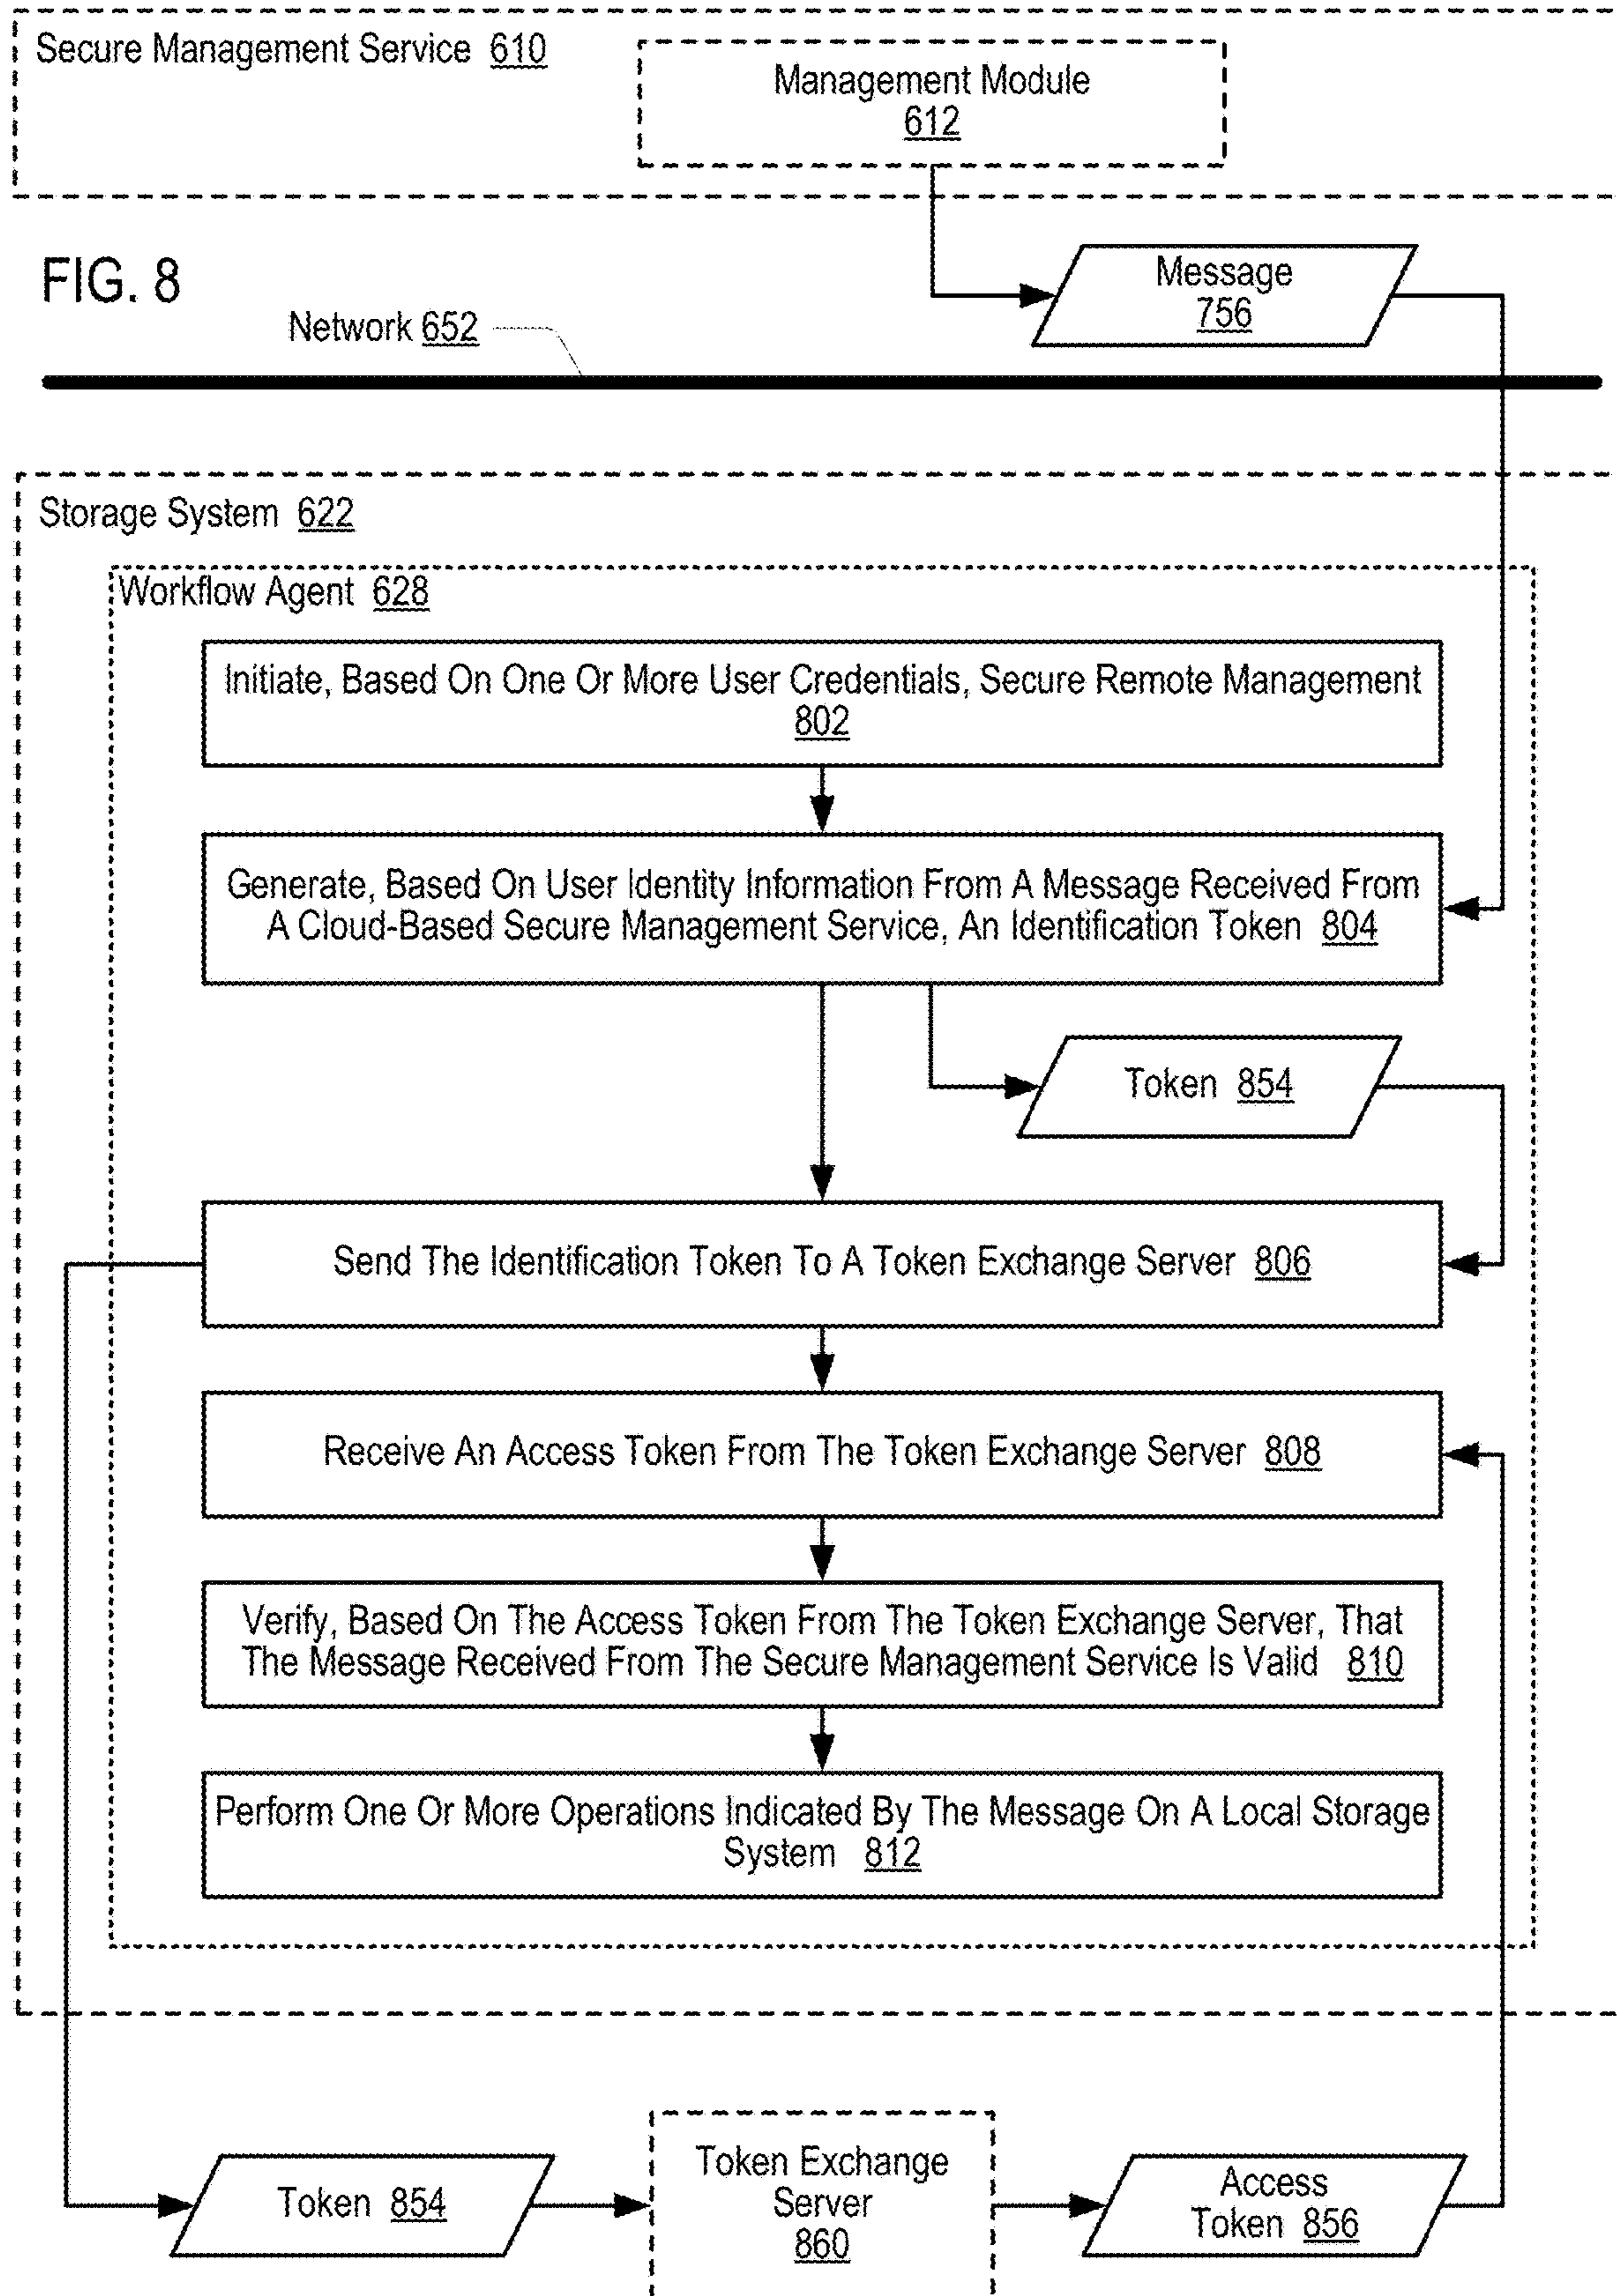 Secure Management Service 610
Management Module
612
FIG. 8
Message
756
Network 652
Storage System 622
Workflow Agent 628
Initiate, Based On One Or More User Credentials, Secure Remote Management
802
Generate, Based On User Identity Information From A Message Received From
A Cloud-Based Secure Management Service, An Identification Token 804
Token 854
Send The Identification Token To A Token Exchange Server 806
Receive An Access Token From The Token Exchange Server 808
Verify, Based On The Access Token From The Token Exchange Server, That
The Message Received From The Secure Management Service Is Valid 810
Perform One Or More Operations Indicated By The Message On A Local Storage
System 812
Token 854
Token Exchange
Server
860
Access
Token 856